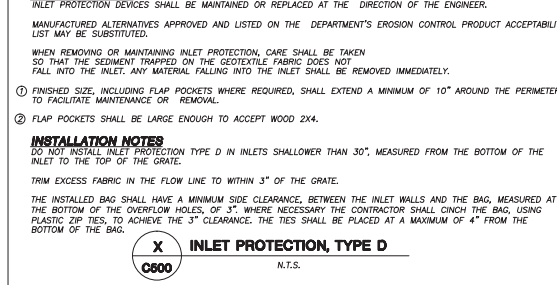 INLET PROTECTION DEVICES SHALL BE MAINTAINED OR REPLACED AT THE DIRECTION OF THE ENGINEER.
MANUFACTURED ALTERNATIVES APPROVED AND LISTED ON THE DEPARTMENT'S EROSION CONTROL PRODUCT ACCEPTABILI
LIST MAY BE SUBSTITUTED.
WHEN REMOVING OR MAINTAINING INLET PROTECTION, CARE SHALL BE TAKEN
SO THAT THE SEDIMENT TRAPPED ON THE GEOTEXTILE FABRIC DOES NOT
FALL INTO THE INLET. ANY MATERIAL FALLING INTO THE INLET SHALL BE REMOVED IMMEDIATELY.
1 FINISHED SIZE, INCLUDING FLAP POCKETS WHERE REQUIRED, SHALL EXTEND A MINIMUM OF 10" AROUND THE PERIMETER
TO FACILITATE MAINTENANCE OR REMOVAL.
2 FLAP POCKETS SHALL BE LARGE ENOUGH TO ACCEPT WOOD 2X4.
INSTALLATION NOTES
DO NOT INSTALL INLET PROTECTION TYPE D IN INLETS SHALLOWER THAN 30", MEASURED FROM THE BOTTOM OF THE
INLET TO THE TOP OF THE GRATE.
TRIM EXCESS FABRIC IN THE FLOW LINE TO WITHIN 3" OF THE GRATE.
THE INSTALLED BAG SHALL HAVE A MINIMUM SIDE CLEARANCE, BETWEEN THE INLET WALLS AND THE BAG, MEASURED AT
THE BOTTOM OF THE OVERFLOW HOLES, OF 3". WHERE NECESSARY THE CONTRACTOR SHALL CINCH THE BAG, USING
PLASTIC ZIP TIES, TO ACHIEVE THE 3" CLEARANCE. THE TIES SHALL BE PLACED AT A MAXIMUM OF 4" FROM THE
BOTTOM OF THE BAG.
X INLET PROTECTION, TYPE D
C500 N.T.S.